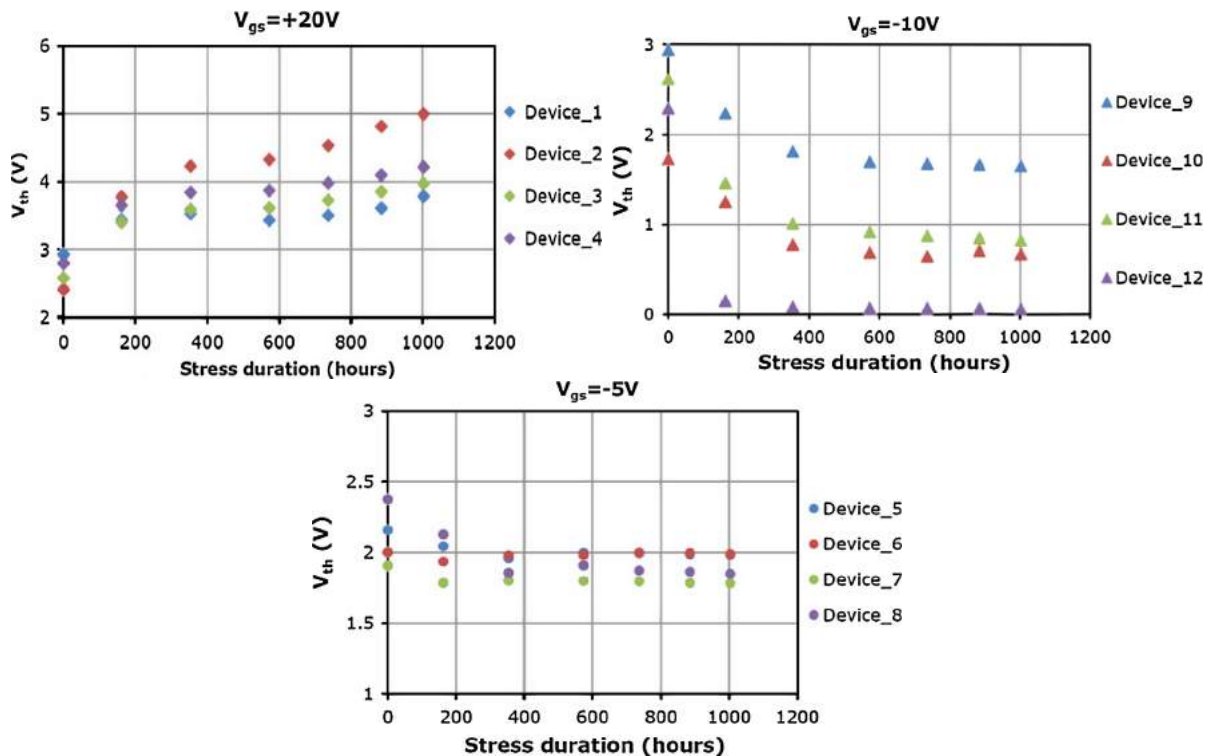 Vgs=+20V
6
5
4
3
2
Vth (V)
0 200 400 600 800 1000 1200
Stress duration (hours)
Device_1
Device_2
Device_3
Device_4
Vgs=-10V
3
2
1
0
Vth (V)
0 200 400 600 800 1000 1200
Stress duration (hours)
Device_9
Device_10
Device_11
Device_12
Vgs=-5V
3
2.5
2
1.5
1
Vth (V)
0 200 400 600 800 1000 1200
Stress duration (hours)
Device_5
Device_6
Device_7
Device_8